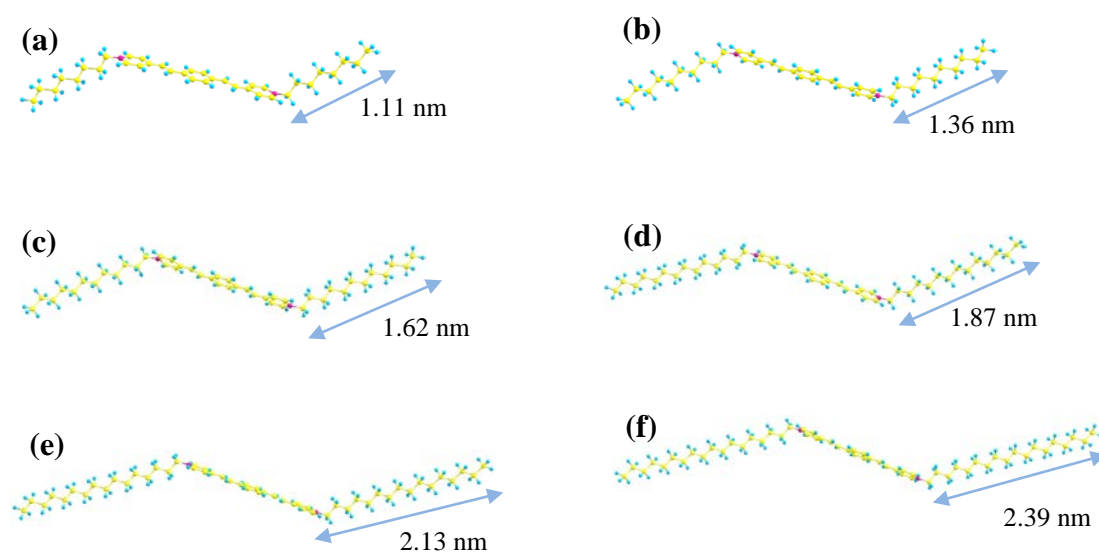 (a)
1.11 nm
(b)
1.36 nm
(c)
1.62 nm
(d)
1.87 nm
(e)
2.13 nm
(f)
2.39 nm